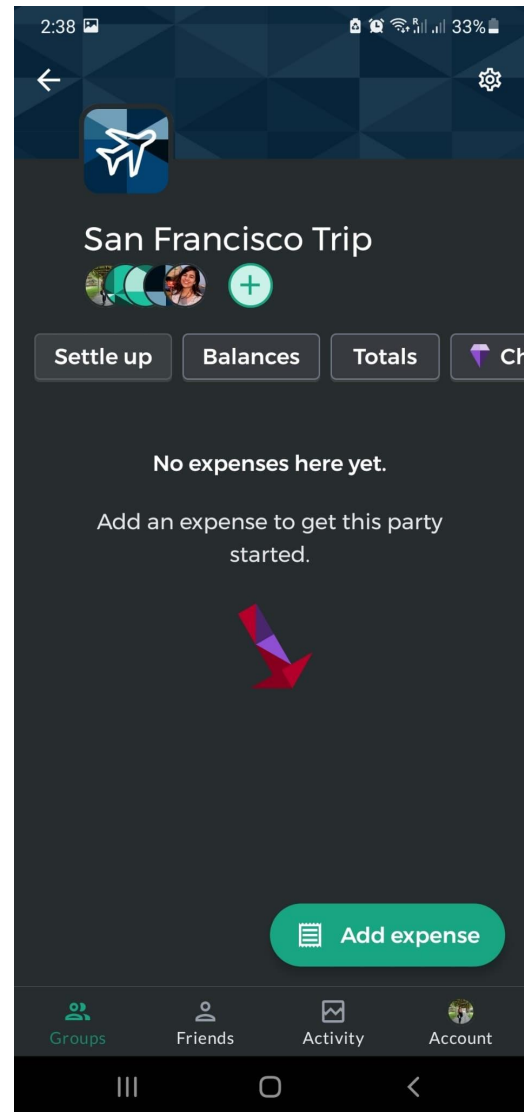 2:38 33%
San Francisco Trip
Settle up Balances Totals Ch
No expenses here yet.
Add an expense to get this party
started.
Add expense
Groups Friends Activity Account